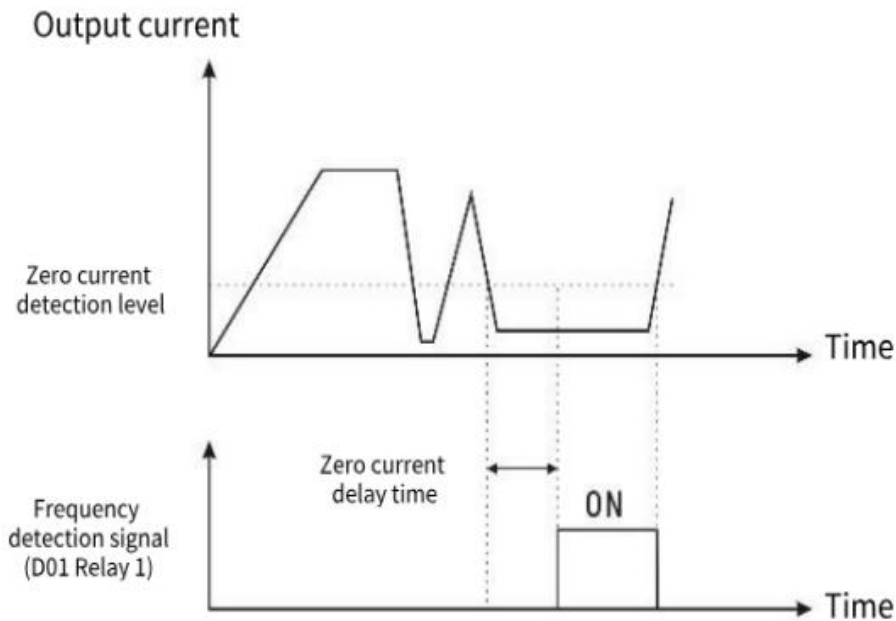 Output current
Zero current
detection level
Time
Zero current
delay time
ON
Frequency
detection signal
(D01 Relay 1)
Time